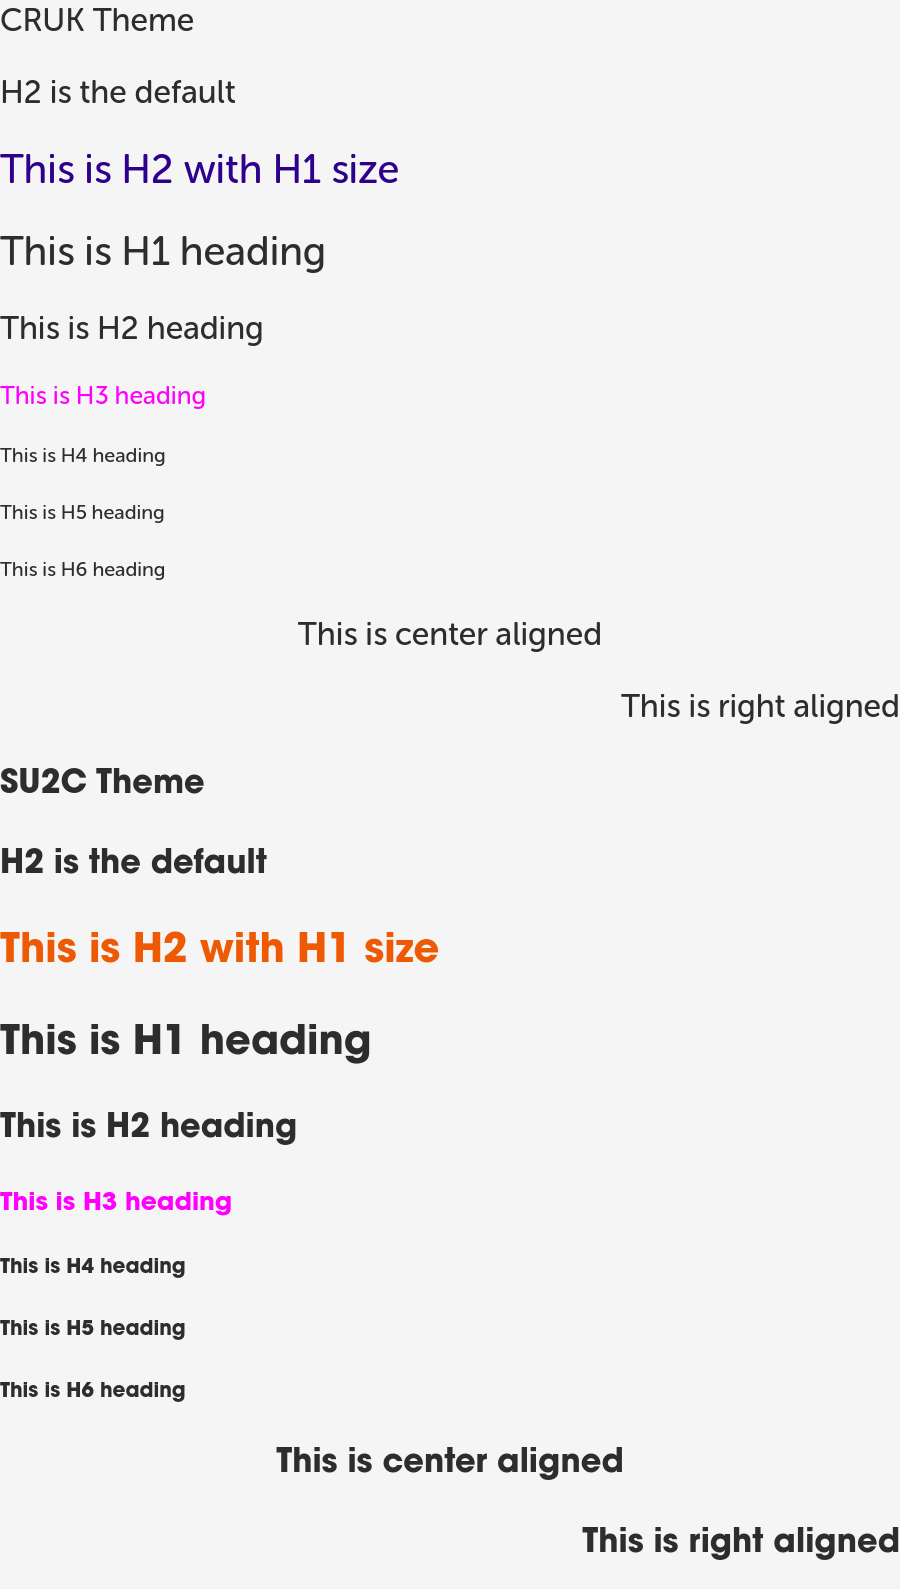 CRUK Theme
H2 is the default
This is H2 with H1 size
This is H1 heading
This is H2 heading
This is H3 heading
This is H4 heading
This is H5 heading
This is H6 heading
This is center aligned
This is right aligned
SU2C Theme
H2 is the default
This is H2 with H1 size
This is H1 heading
This is H2 heading
This is H3 heading
This is H4 heading
This is H5 heading
This is H6 heading
This is center aligned
This is right aligned